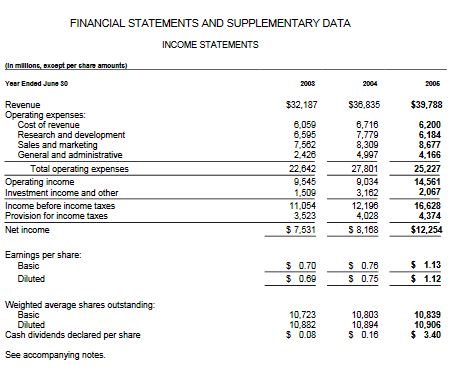 FINANCIAL STATEMENTS AND SUPPLEMENTARY DATA
INCOME STATEMENTS
(In millions, except per share amounts)
Year Ended June 30 2003 2004 2005
Revenue $32,187 $36,835 $39,788
Operating expenses:
Cost of revenue 6,059 6,716 6,200
Research and development 6,595 7,779 6,184
Sales and marketing 7,562 8,309 8,677
General and administrative 2,426 4,997 4,166
Total operating expenses 22,642 27,801 25,227
Operating income 9,545 9,034 14,561
Investment income and other 1,509 3,162 2,067
Income before income taxes 11,054 12,196 16,628
Provision for income taxes 3,523 4,028 4,374
Net income $ 7,531 $ 8,168 $12,254
Earnings per share:
Basic $ 0.70 $ 0.76 $ 1.13
Diluted $ 0.69 $ 0.75 $ 1.12
Weighted average shares outstanding:
Basic 10,723 10,803 10,839
Diluted 10,882 10,894 10,906
Cash dividends declared per share $ 0.08 $ 0.16 $ 3.40
See accompanying notes.